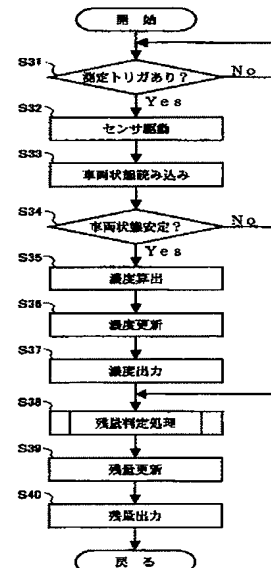 開始
S31
測定トリガあり？
No
Yes
S32
センサ駆動
S33
車両状態読み込み
S34
車両状態安定？
No
Yes
S35
濃度算出
S36
濃度更新
S37
濃度出力
S38
残量判定処理
S39
残量更新
S40
残量出力
戻る